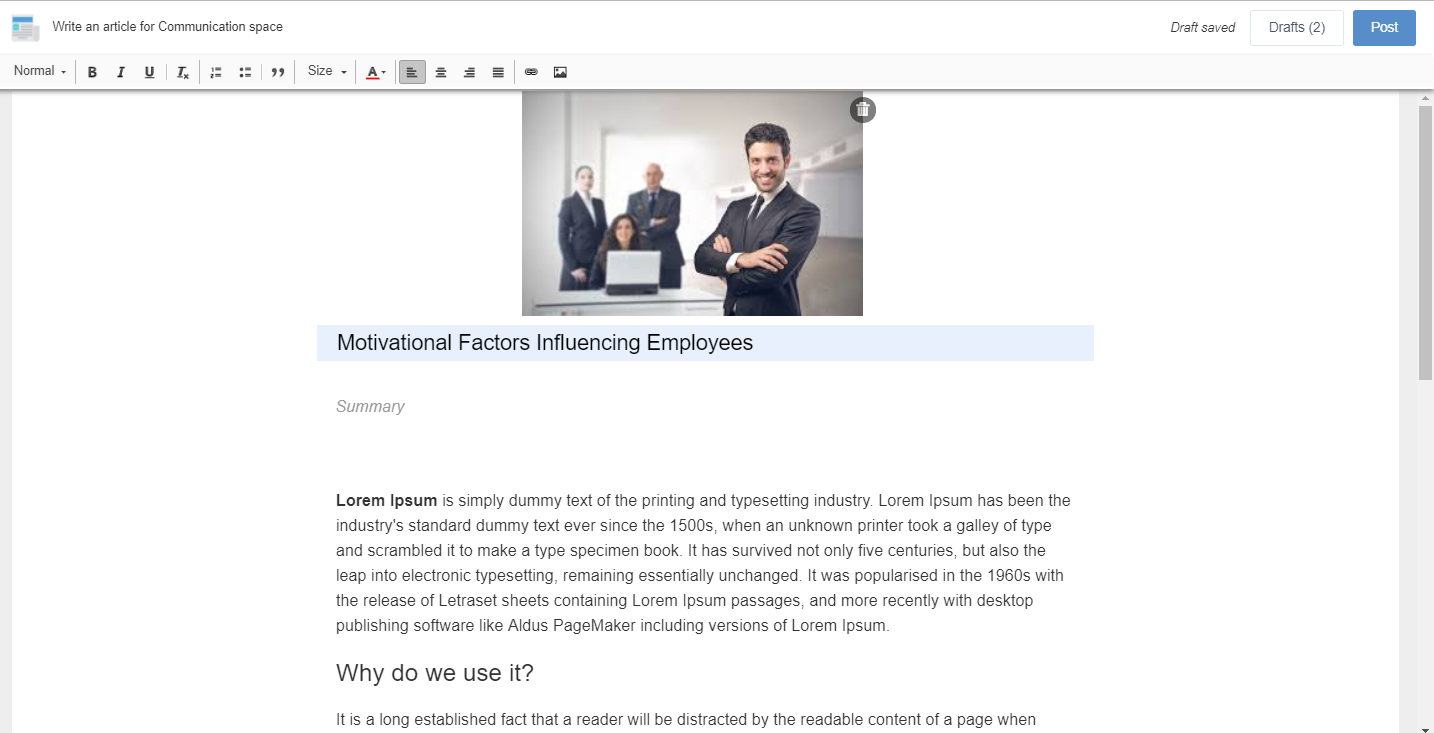 Write an article for Communication space
Draft saved
Drafts (2)
Post
Normal
B
I
U
Size
A
Motivational Factors Influencing Employees
Summary
Lorem Ipsum is simply dummy text of the printing and typesetting industry. Lorem Ipsum has been the
industry's standard dummy text ever since the 1500s, when an unknown printer took a galley of type
and scrambled it to make a type specimen book. It has survived not only five centuries, but also the
leap into electronic typesetting, remaining essentially unchanged. It was popularised in the 1960s with
the release of Letraset sheets containing Lorem Ipsum passages, and more recently with desktop
publishing software like Aldus PageMaker including versions of Lorem Ipsum.
Why do we use it?
It is a long established fact that a reader will be distracted by the readable content of a page when